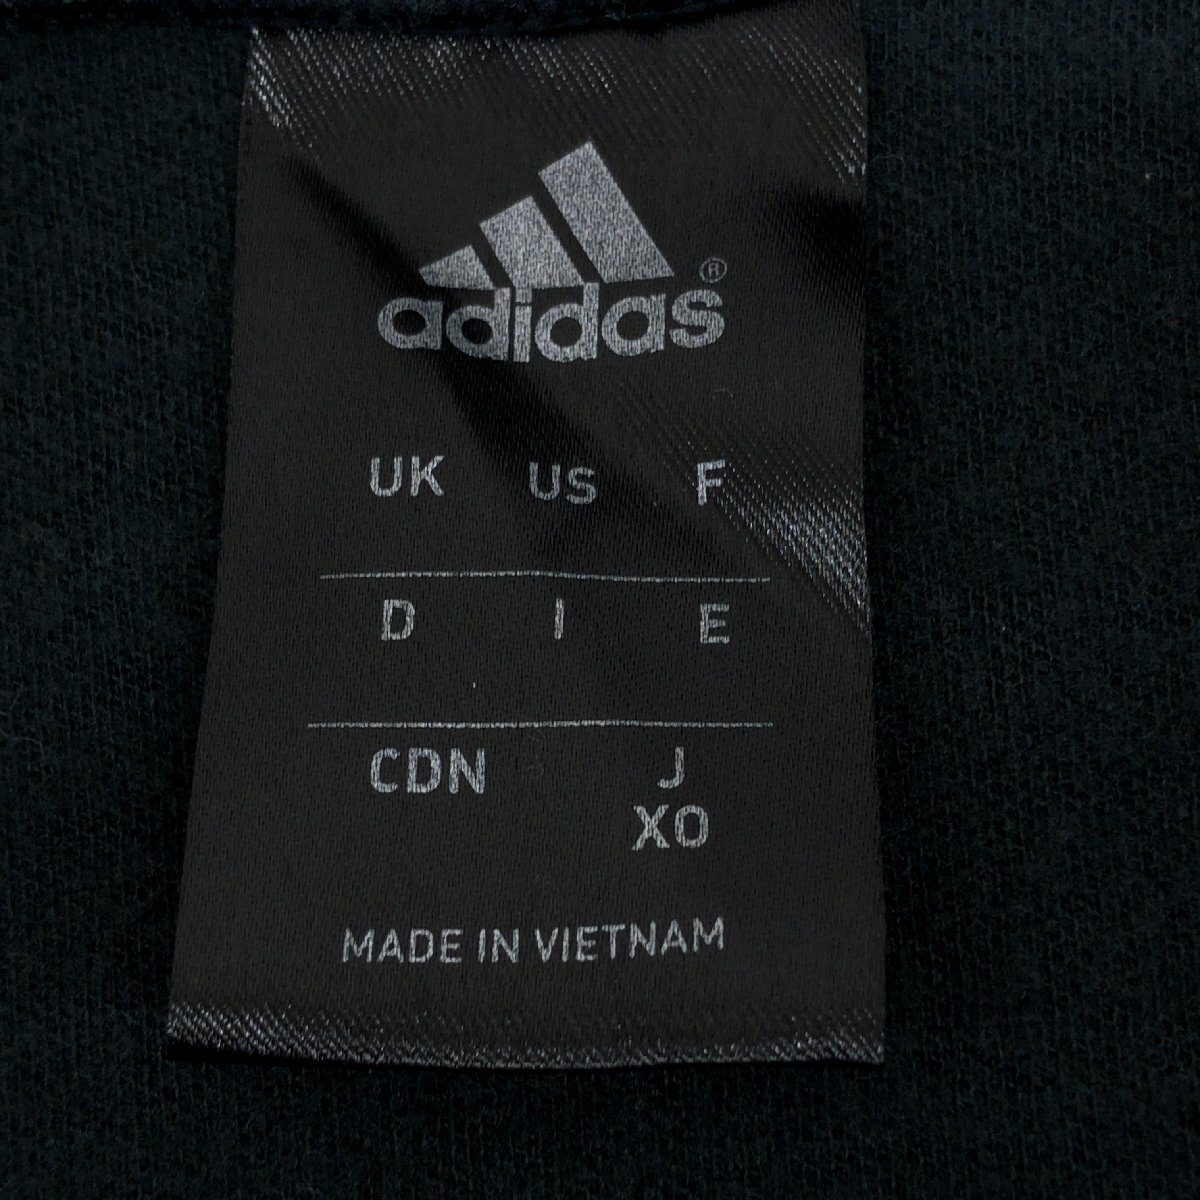 adidas®
UK US F
D I E
CDN J
XO
MADE IN VIETNAM